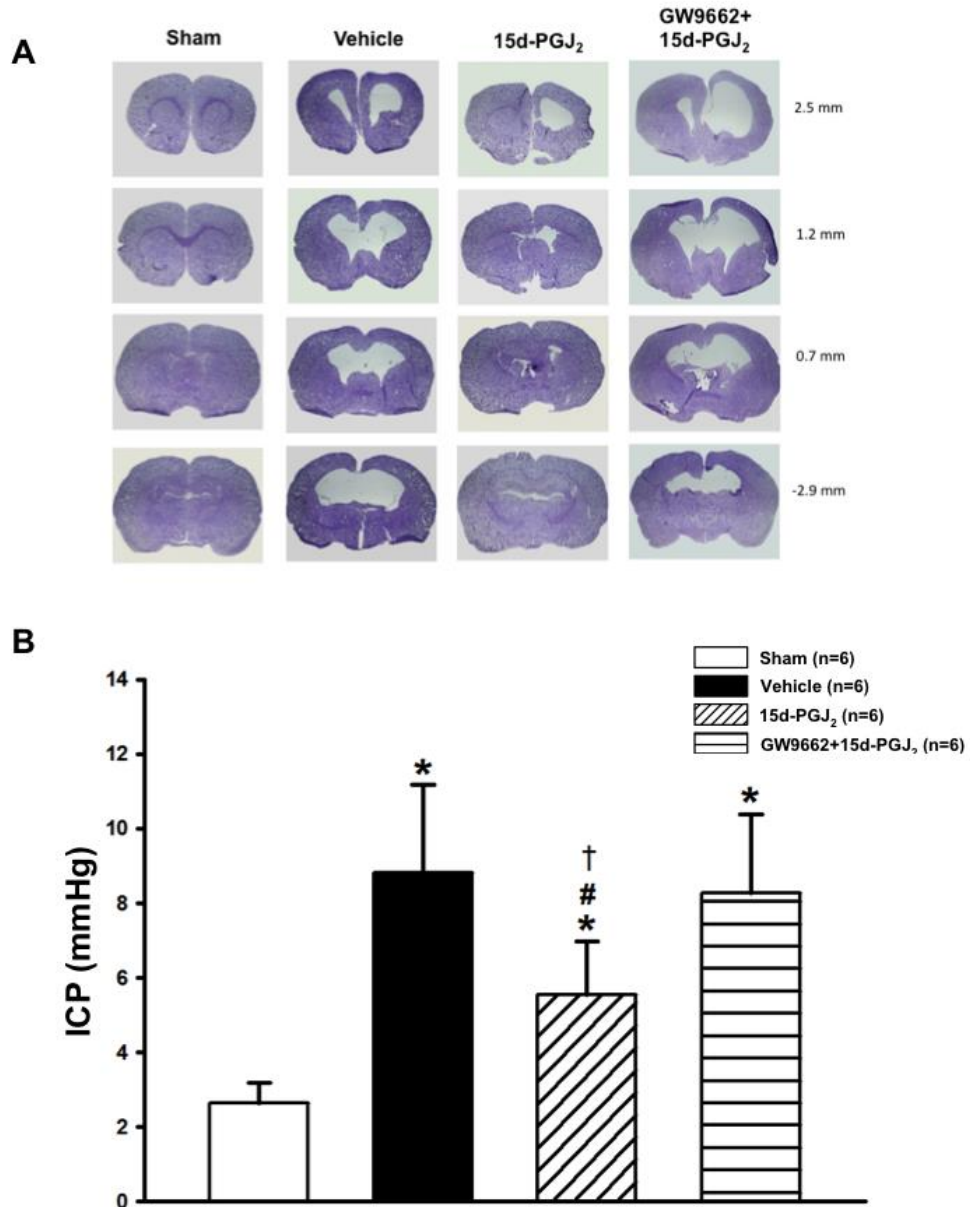 A
Sham
Vehicle
15d-PGJ₂
GW9662+
15d-PGJ₂
2.5 mm
1.2 mm
0.7 mm
-2.9 mm
B
Sham (n=6)
Vehicle (n=6)
15d-PGJ₂ (n=6)
GW9662+15d-PGJ₂ (n=6)
ICP (mmHg)
14
12
10
8
6
4
2
0
*
†
#
*
*